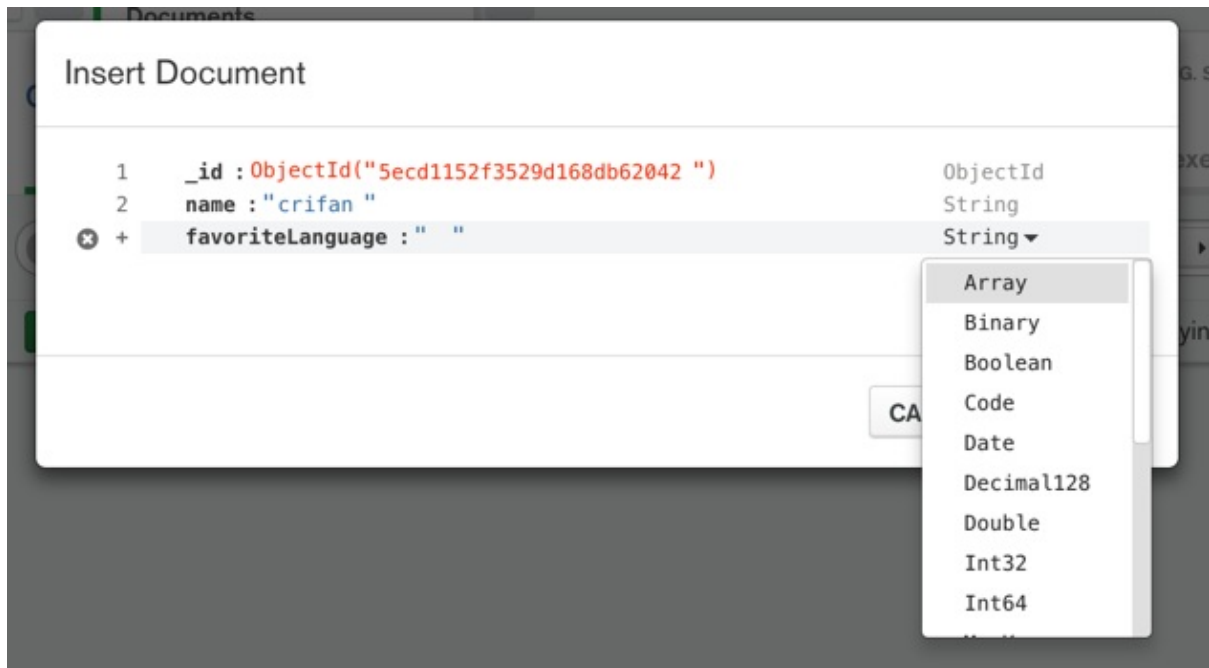 Documents
Insert Document
G. S
1 _id : ObjectId("5ecd1152f3529d168db62042 ") ObjectId
2 name : "crifan " String
+ favoriteLanguage : "  " String
Array
Binary
Boolean
Code
CA
Date
Decimal128
Double
Int32
Int64